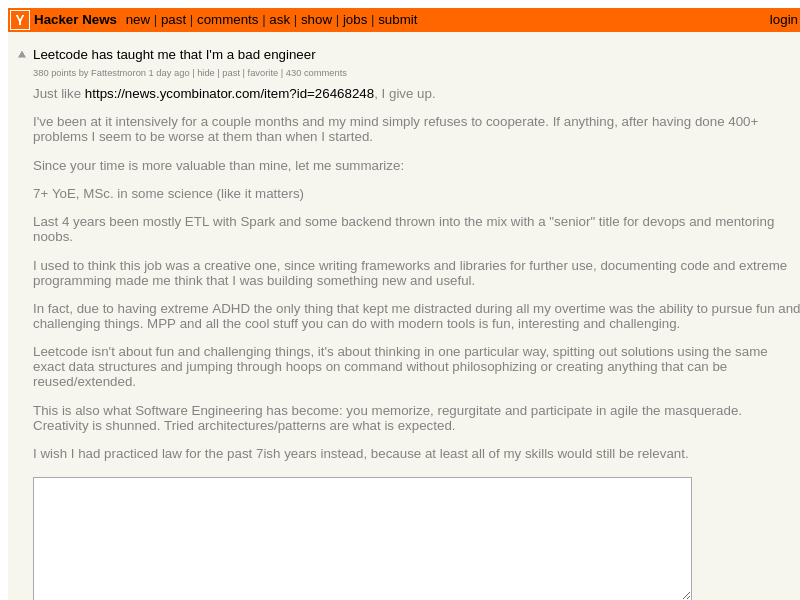 Y Hacker News new | past | comments | ask | show | jobs | submit login
Leetcode has taught me that I'm a bad engineer
380 points by Fattestmoron 1 day ago | hide | past | favorite | 430 comments
Just like https://news.ycombinator.com/item?id=26468248, I give up.
I've been at it intensively for a couple months and my mind simply refuses to cooperate. If anything, after having done 400+
problems I seem to be worse at them than when I started.
Since your time is more valuable than mine, let me summarize:
7+ YoE, MSc. in some science (like it matters)
Last 4 years been mostly ETL with Spark and some backend thrown into the mix with a "senior" title for devops and mentoring
noobs.
I used to think this job was a creative one, since writing frameworks and libraries for further use, documenting code and extreme
programming made me think that I was building something new and useful.
In fact, due to having extreme ADHD the only thing that kept me distracted during all my overtime was the ability to pursue fun and
challenging things. MPP and all the cool stuff you can do with modern tools is fun, interesting and challenging.
Leetcode isn't about fun and challenging things, it's about thinking in one particular way, spitting out solutions using the same
exact data structures and jumping through hoops on command without philosophizing or creating anything that can be
reused/extended.
This is also what Software Engineering has become: you memorize, regurgitate and participate in agile the masquerade.
Creativity is shunned. Tried architectures/patterns are what is expected.
I wish I had practiced law for the past 7ish years instead, because at least all of my skills would still be relevant.